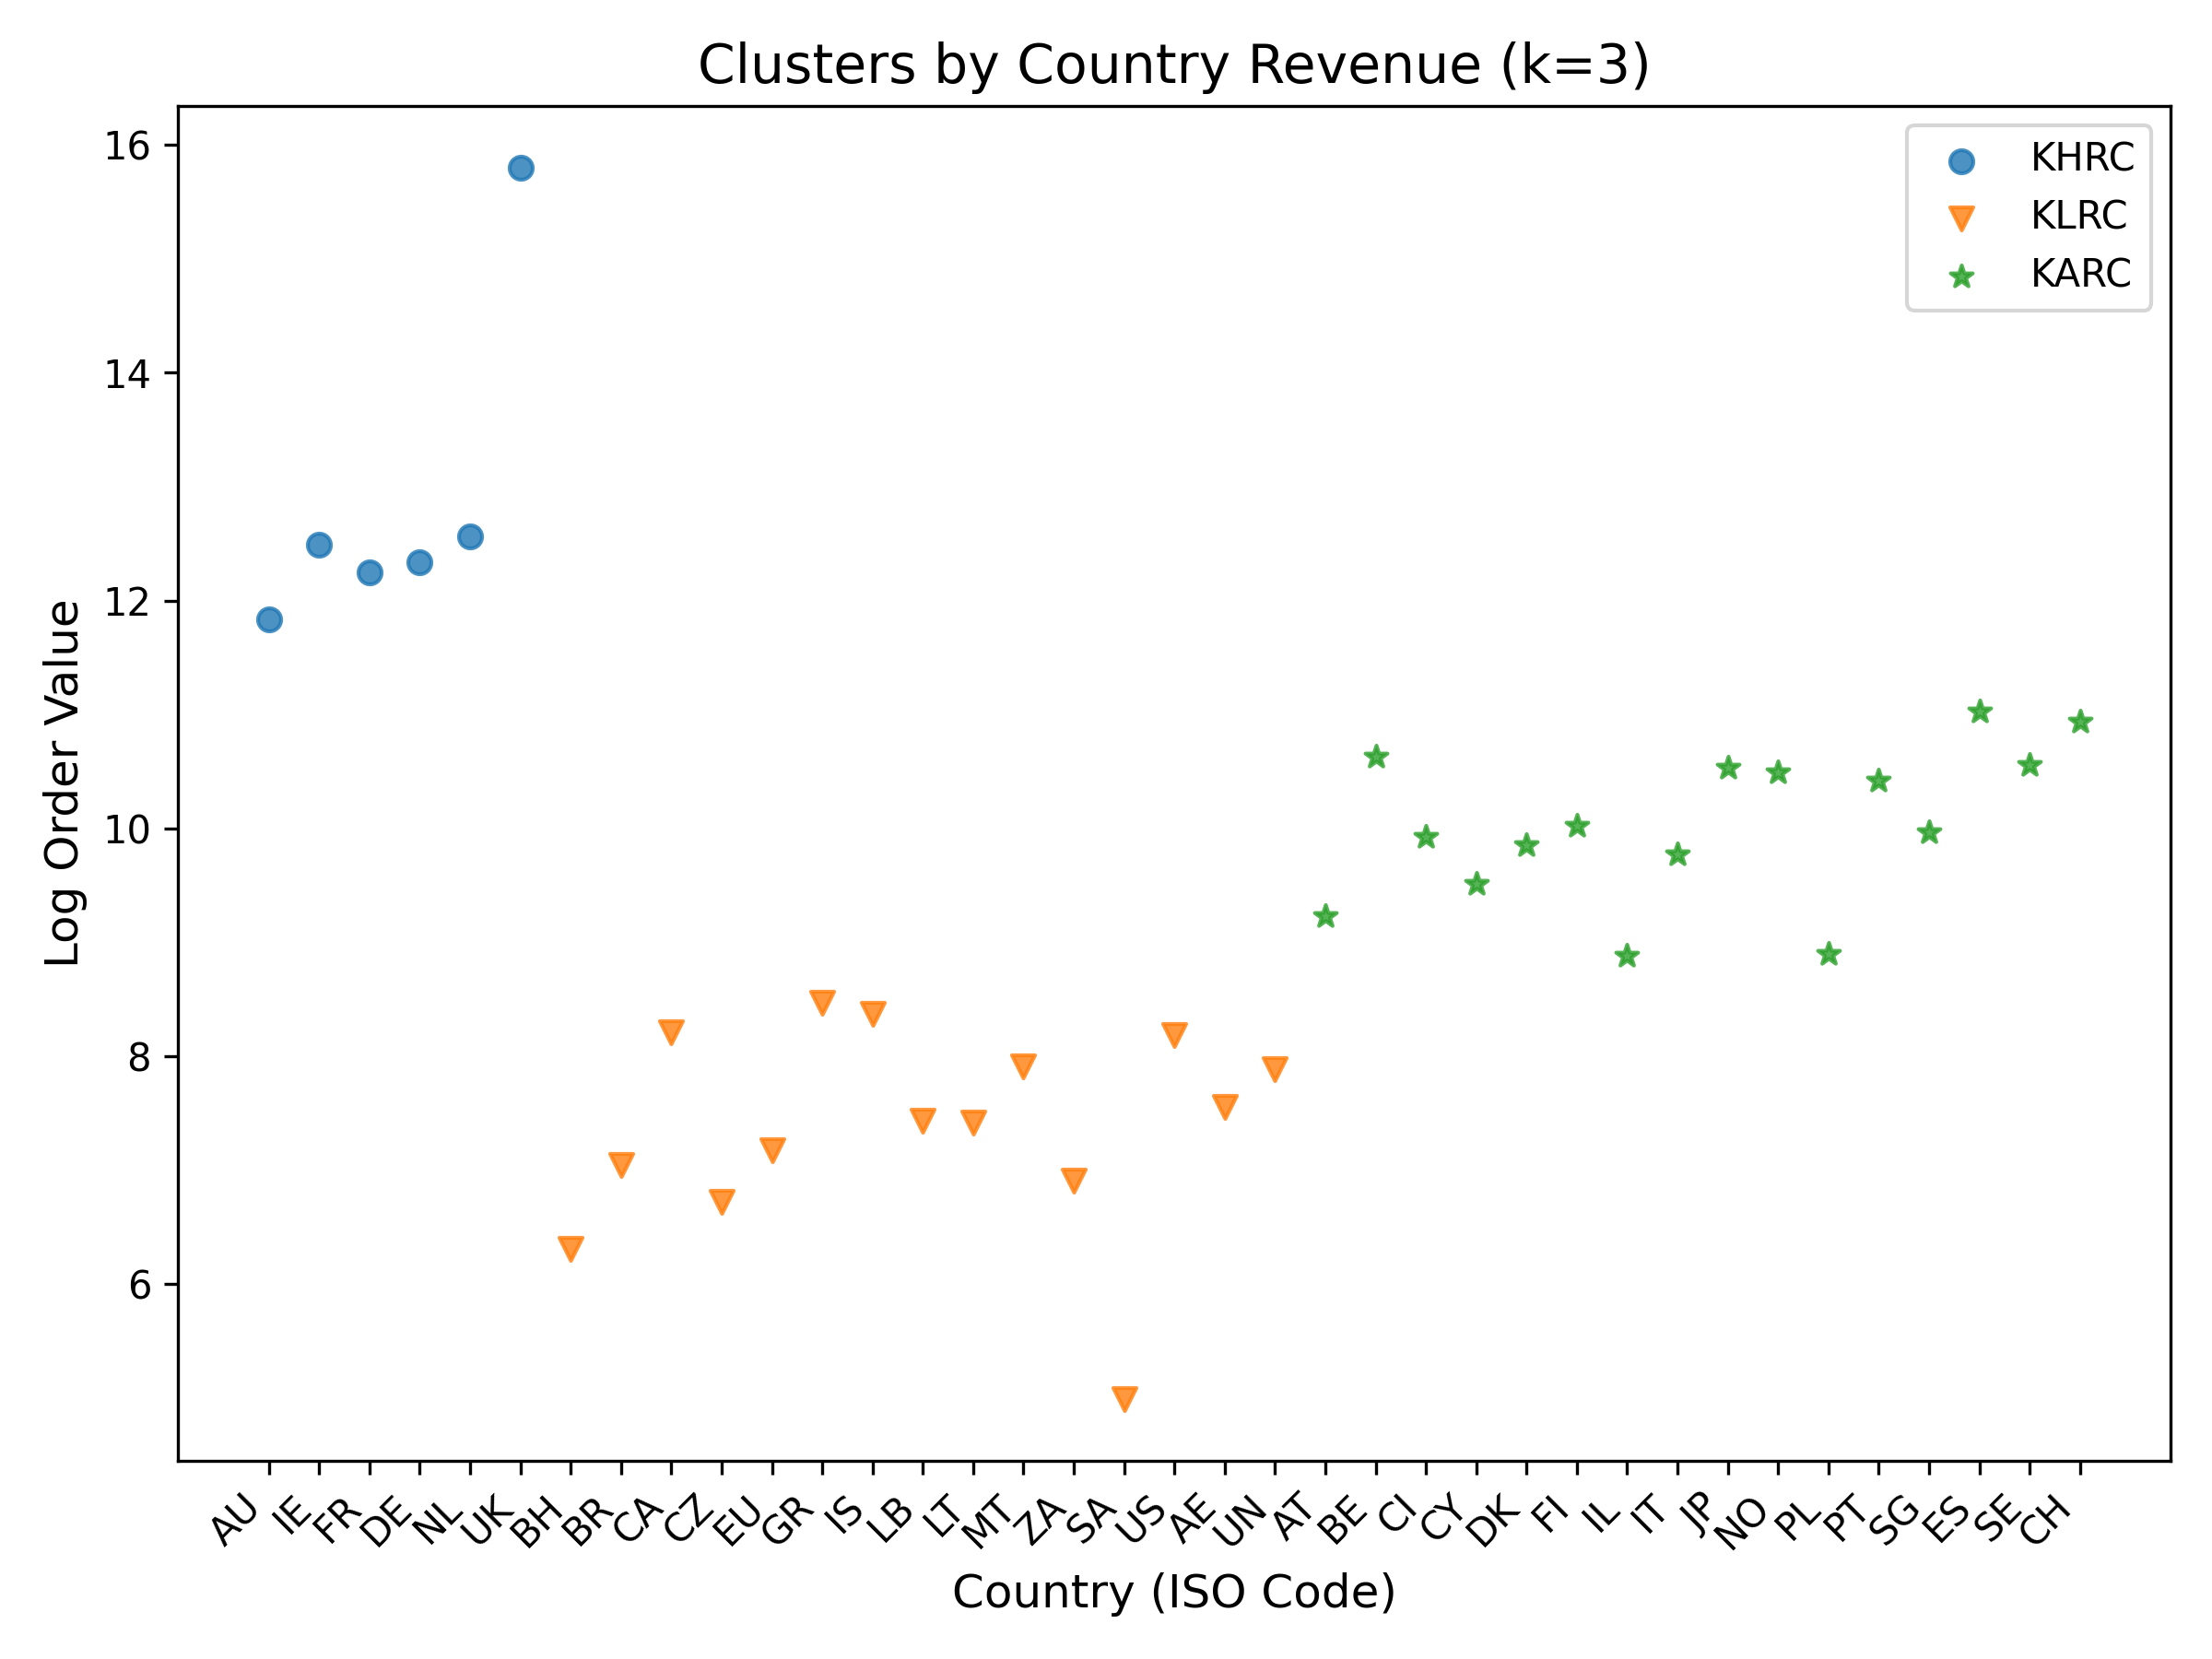 Clusters by Country Revenue (k=3)
KHRC
KLRC
KARC
Log Order Value
16
14
12
10
8
6
AU
IE
FR
DE
NL
UK
BH
BR
CA
CZ
EU
GR
IS
LB
LT
MT
ZA
SA
US
AE
UN
AT
BE
CI
CY
DK
FI
IL
IT
JP
NO
PL
PT
SG
ES
SE
CH
Country (ISO Code)